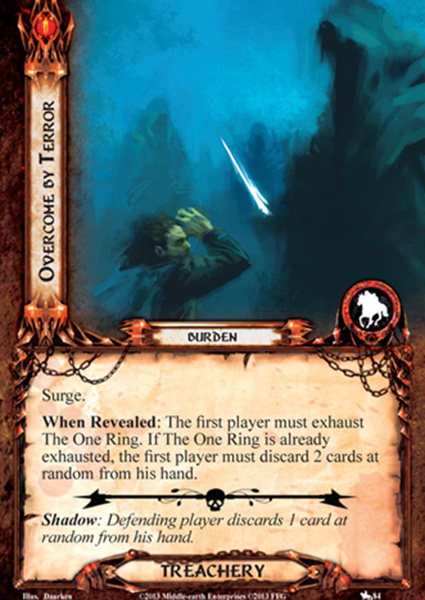 OVERCOME BY TERROR
BURDEN
Surge.
When Revealed: The first player must exhaust
The One Ring. If The One Ring is already
exhausted, the first player must discard 2 cards at
random from his hand.
Shadow: Defending player discards 1 card at
random from his hand.
TREACHERY
Illus. Daarken ©2013 Middle-earth Enterprises ©2013 FFG 84